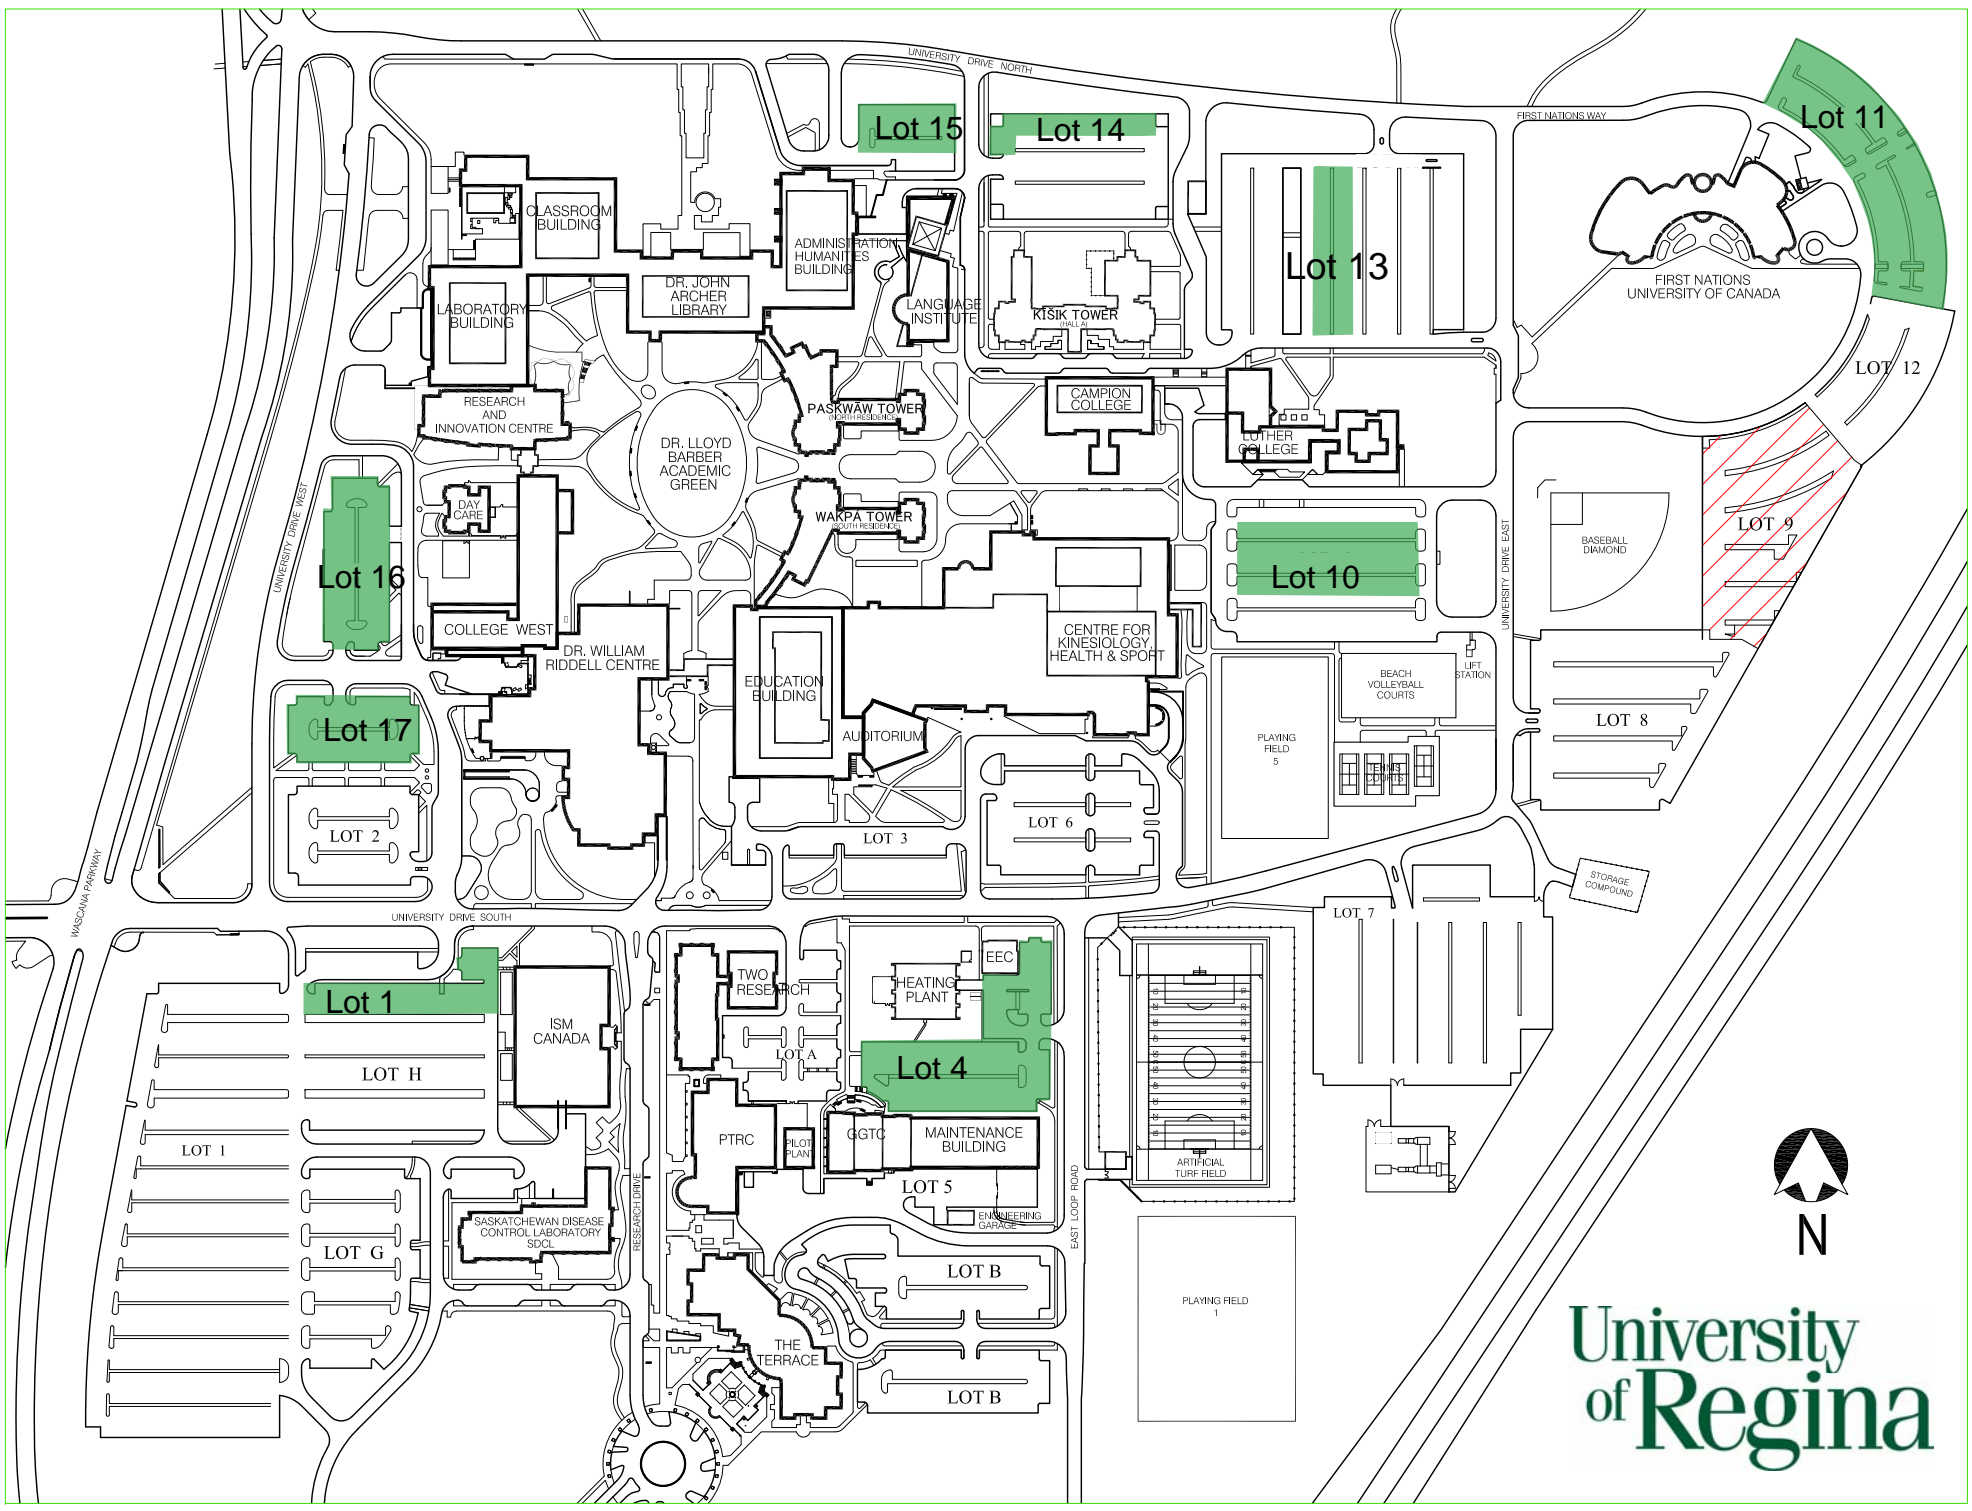 UNIVERSITY DRIVE NORTH
Lot 15
Lot 14
FIRST NATIONS WAY
Lot 11
CLASSROOM
BUILDING
ADMINISTRATION
HUMANITIES
BUILDING
DR. JOHN
ARCHER
LIBRARY
LABORATORY
BUILDING
LANGUAGE
INSTITUTE
KĪŠIK TOWER
(HALL A)
Lot 13
FIRST NATIONS
UNIVERSITY OF CANADA
LOT 12
RESEARCH
AND
INNOVATION CENTRE
PASKWĀW TOWER
(NORTH RESIDENCE)
CAMPION
COLLEGE
LUTHER
COLLEGE
DR. LLOYD
BARBER
ACADEMIC
GREEN
DAY
CARE
WAKPÁ TOWER
(SOUTH RESIDENCE)
UNIVERSITY DRIVE WEST
Lot 16
Lot 10
UNIVERSITY DRIVE EAST
BASEBALL
DIAMOND
LOT 9
COLLEGE WEST
DR. WILLIAM
RIDDELL CENTRE
CENTRE FOR
KINESIOLOGY,
HEALTH & SPORT
EDUCATION
BUILDING
BEACH
VOLLEYBALL
COURTS
LIFT
STATION
Lot 17
AUDITORIUM
PLAYING
FIELD
5
TENNIS
COURTS
LOT 8
LOT 2
LOT 3
LOT 6
WASCANA PARKWAY
STORAGE
COMPOUND
UNIVERSITY DRIVE SOUTH
LOT 7
Lot 1
ISM
CANADA
TWO
RESEARCH
HEATING
PLANT
EEC
LOT H
LOT A
Lot 4
LOT 1
PTRC
PILOT
PLANT
GGTC
MAINTENANCE
BUILDING
ARTIFICIAL
TURF FIELD
LOT 5
ENGINEERING
GARAGE
RESEARCH DRIVE
EAST LOOP ROAD
SASKATCHEWAN DISEASE
CONTROL LABORATORY
SDCL
LOT G
LOT B
PLAYING FIELD
1
THE
TERRACE
LOT B
N
University
of Regina